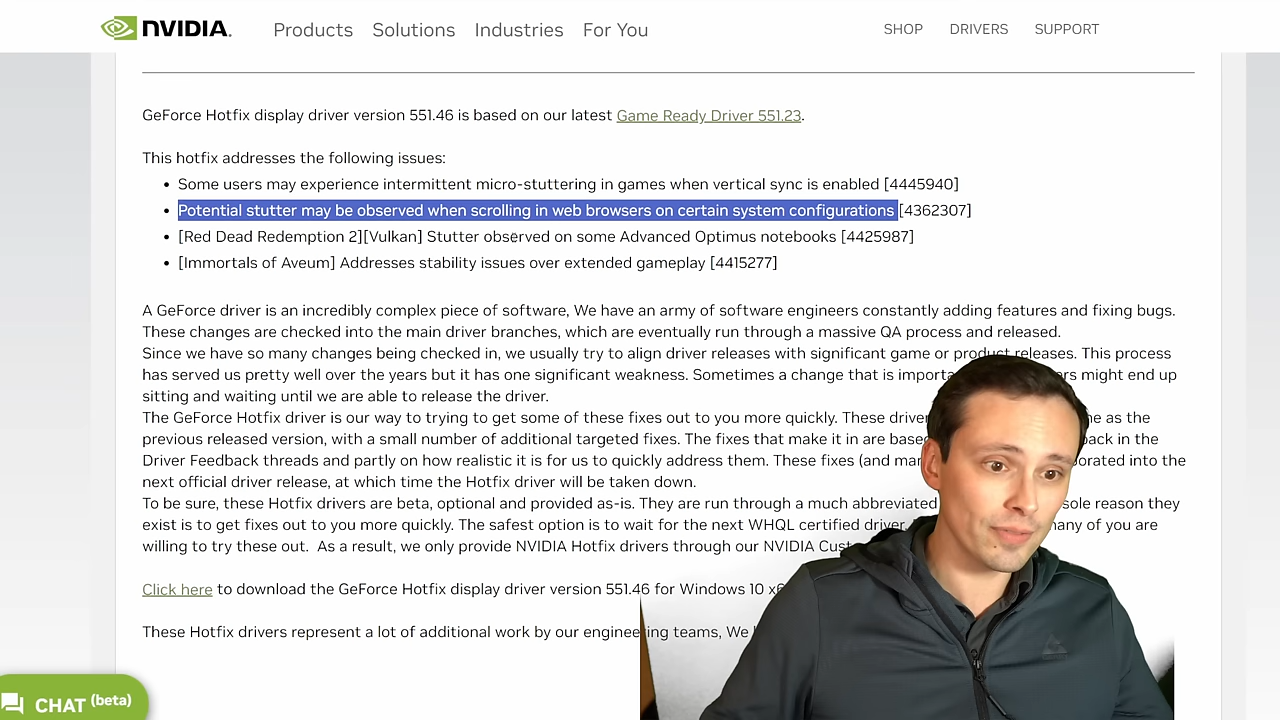 NVIDIA.
Products Solutions Industries For You
SHOP DRIVERS SUPPORT
GeForce Hotfix display driver version 551.46 is based on our latest Game Ready Driver 551.23.
This hotfix addresses the following issues:
• Some users may experience intermittent micro-stuttering in games when vertical sync is enabled [4445940]
• Potential stutter may be observed when scrolling in web browsers on certain system configurations [4362307]
• [Red Dead Redemption 2][Vulkan] Stutter observed on some Advanced Optimus notebooks [4425987]
• [Immortals of Aveum] Addresses stability issues over extended gameplay [4415277]
A GeForce driver is an incredibly complex piece of software, We have an army of software engineers constantly adding features and fixing bugs.
These changes are checked into the main driver branches, which are eventually run through a massive QA process and released.
Since we have so many changes being checked in, we usually try to align driver releases with significant game or product releases. This process
has served us pretty well over the years but it has one significant weakness. Sometimes a change that is might end up
sitting and waiting until we are able to release the driver.
The GeForce Hotfix driver is our way to trying to get some of these fixes out to you more quickly. These as the
previous released version, with a small number of additional targeted fixes. The fixes that make it in are in the
Driver Feedback threads and partly on how realistic it is for us to quickly address them. These fixes (and into the
next official driver release, at which time the Hotfix driver will be taken down.
To be sure, these Hotfix drivers are beta, optional and provided as-is. They are run through a much abbreviated reason they
exist is to get fixes out to you more quickly. The safest option is to wait for the next WHQL certified driver of you are
willing to try these out. As a result, we only provide NVIDIA Hotfix drivers through our NVIDIA
Click here to download the GeForce Hotfix display driver version 551.46 for Windows 10
These Hotfix drivers represent a lot of additional work by our engineering teams, We
CHAT (beta)